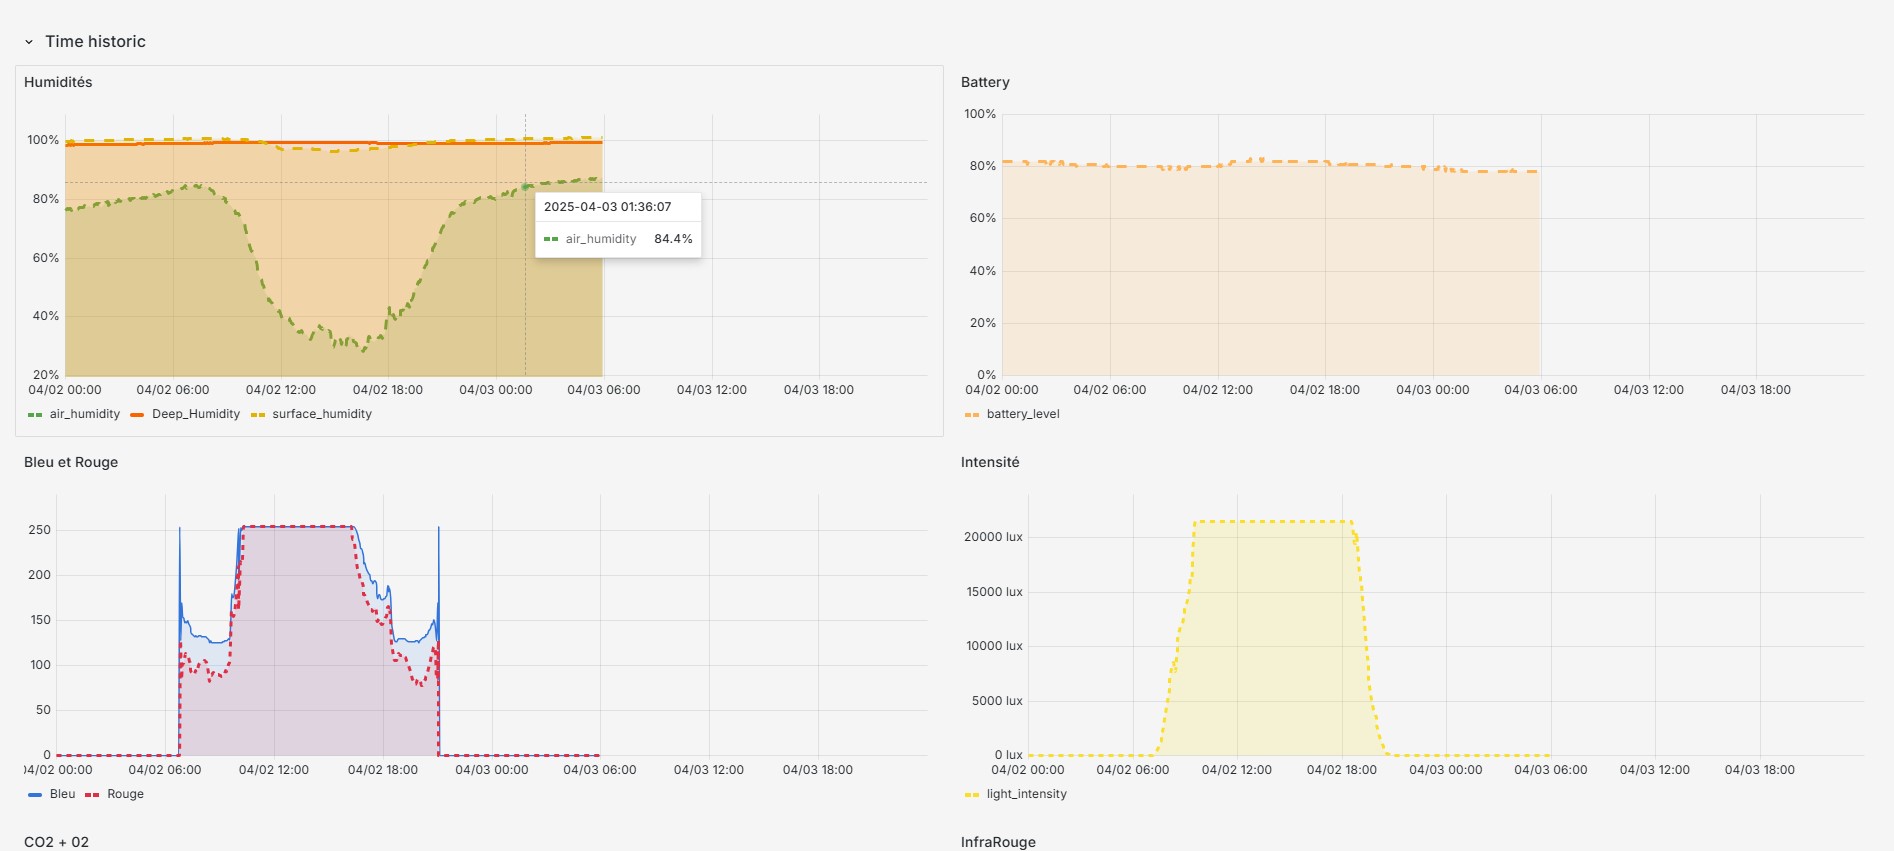 Time historic
Humidités
100%
80%
60%
40%
20%
04/02 00:00 04/02 06:00 04/02 12:00 04/02 18:00 04/03 00:00 04/03 06:00 04/03 12:00 04/03 18:00
2025-04-03 01:36:07
air_humidity 84.4%
air_humidity Deep_Humidity surface_humidity
Battery
100%
80%
60%
40%
20%
0%
04/02 00:00 04/02 06:00 04/02 12:00 04/02 18:00 04/03 00:00 04/03 06:00 04/03 12:00 04/03 18:00
battery_level
Bleu et Rouge
250
200
150
100
50
0
4/02 00:00 04/02 06:00 04/02 12:00 04/02 18:00 04/03 00:00 04/03 06:00 04/03 12:00 04/03 18:00
Bleu Rouge
Intensité
20000 lux
15000 lux
10000 lux
5000 lux
0 lux
04/02 00:00 04/02 06:00 04/02 12:00 04/02 18:00 04/03 00:00 04/03 06:00 04/03 12:00 04/03 18:00
light_intensity
CO2 + 02
InfraRouge